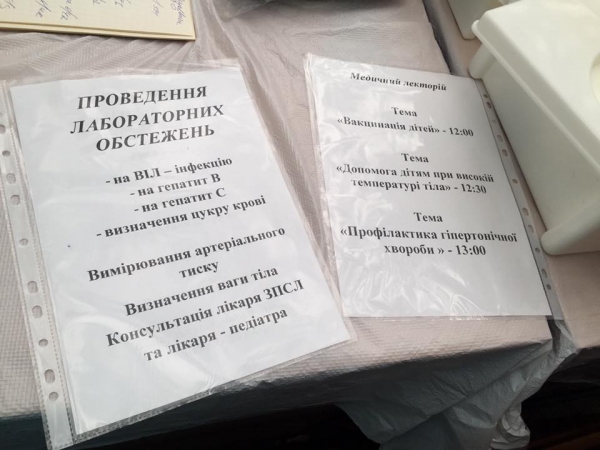 ПРОВЕДЕННЯ
ЛАБОРАТОРНИХ
ОБСТЕЖЕНЬ
- на ВІЛ – інфекцію
- на гепатит В
- на гепатит С
- визначення цукру крові
Вимірювання артеріального
тиску
Визначення ваги тіла
Консультація лікаря ЗПСЛ
та лікаря - педіатра
Медичний лекторій
Тема
«Вакцинація дітей» - 12:00
Тема
«Допомога дітям при високій
температурі тіла» - 12:30
Тема
«Профілактика гіпертонічної
хвороби » - 13:00